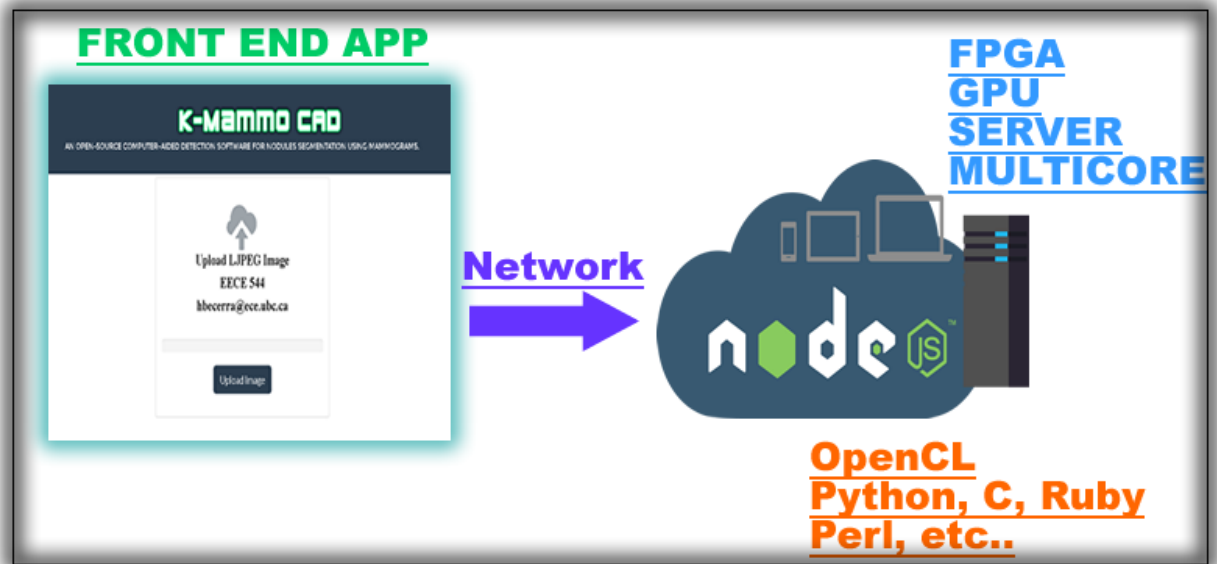 FRONT END APP
K-Mammo CAD
AN OPEN-SOURCE COMPUTER-AIDED DETECTION SOFTWARE FOR NODULES SEGMENTATION USING MAMMOGRAMS.
Upload LJPEG Image
EECE 544
hbecerra@ece.ubc.ca
Upload Image
Network
FPGA
GPU
SERVER
MULTICORE
node JS™
OpenCL
Python, C, Ruby
Perl, etc..